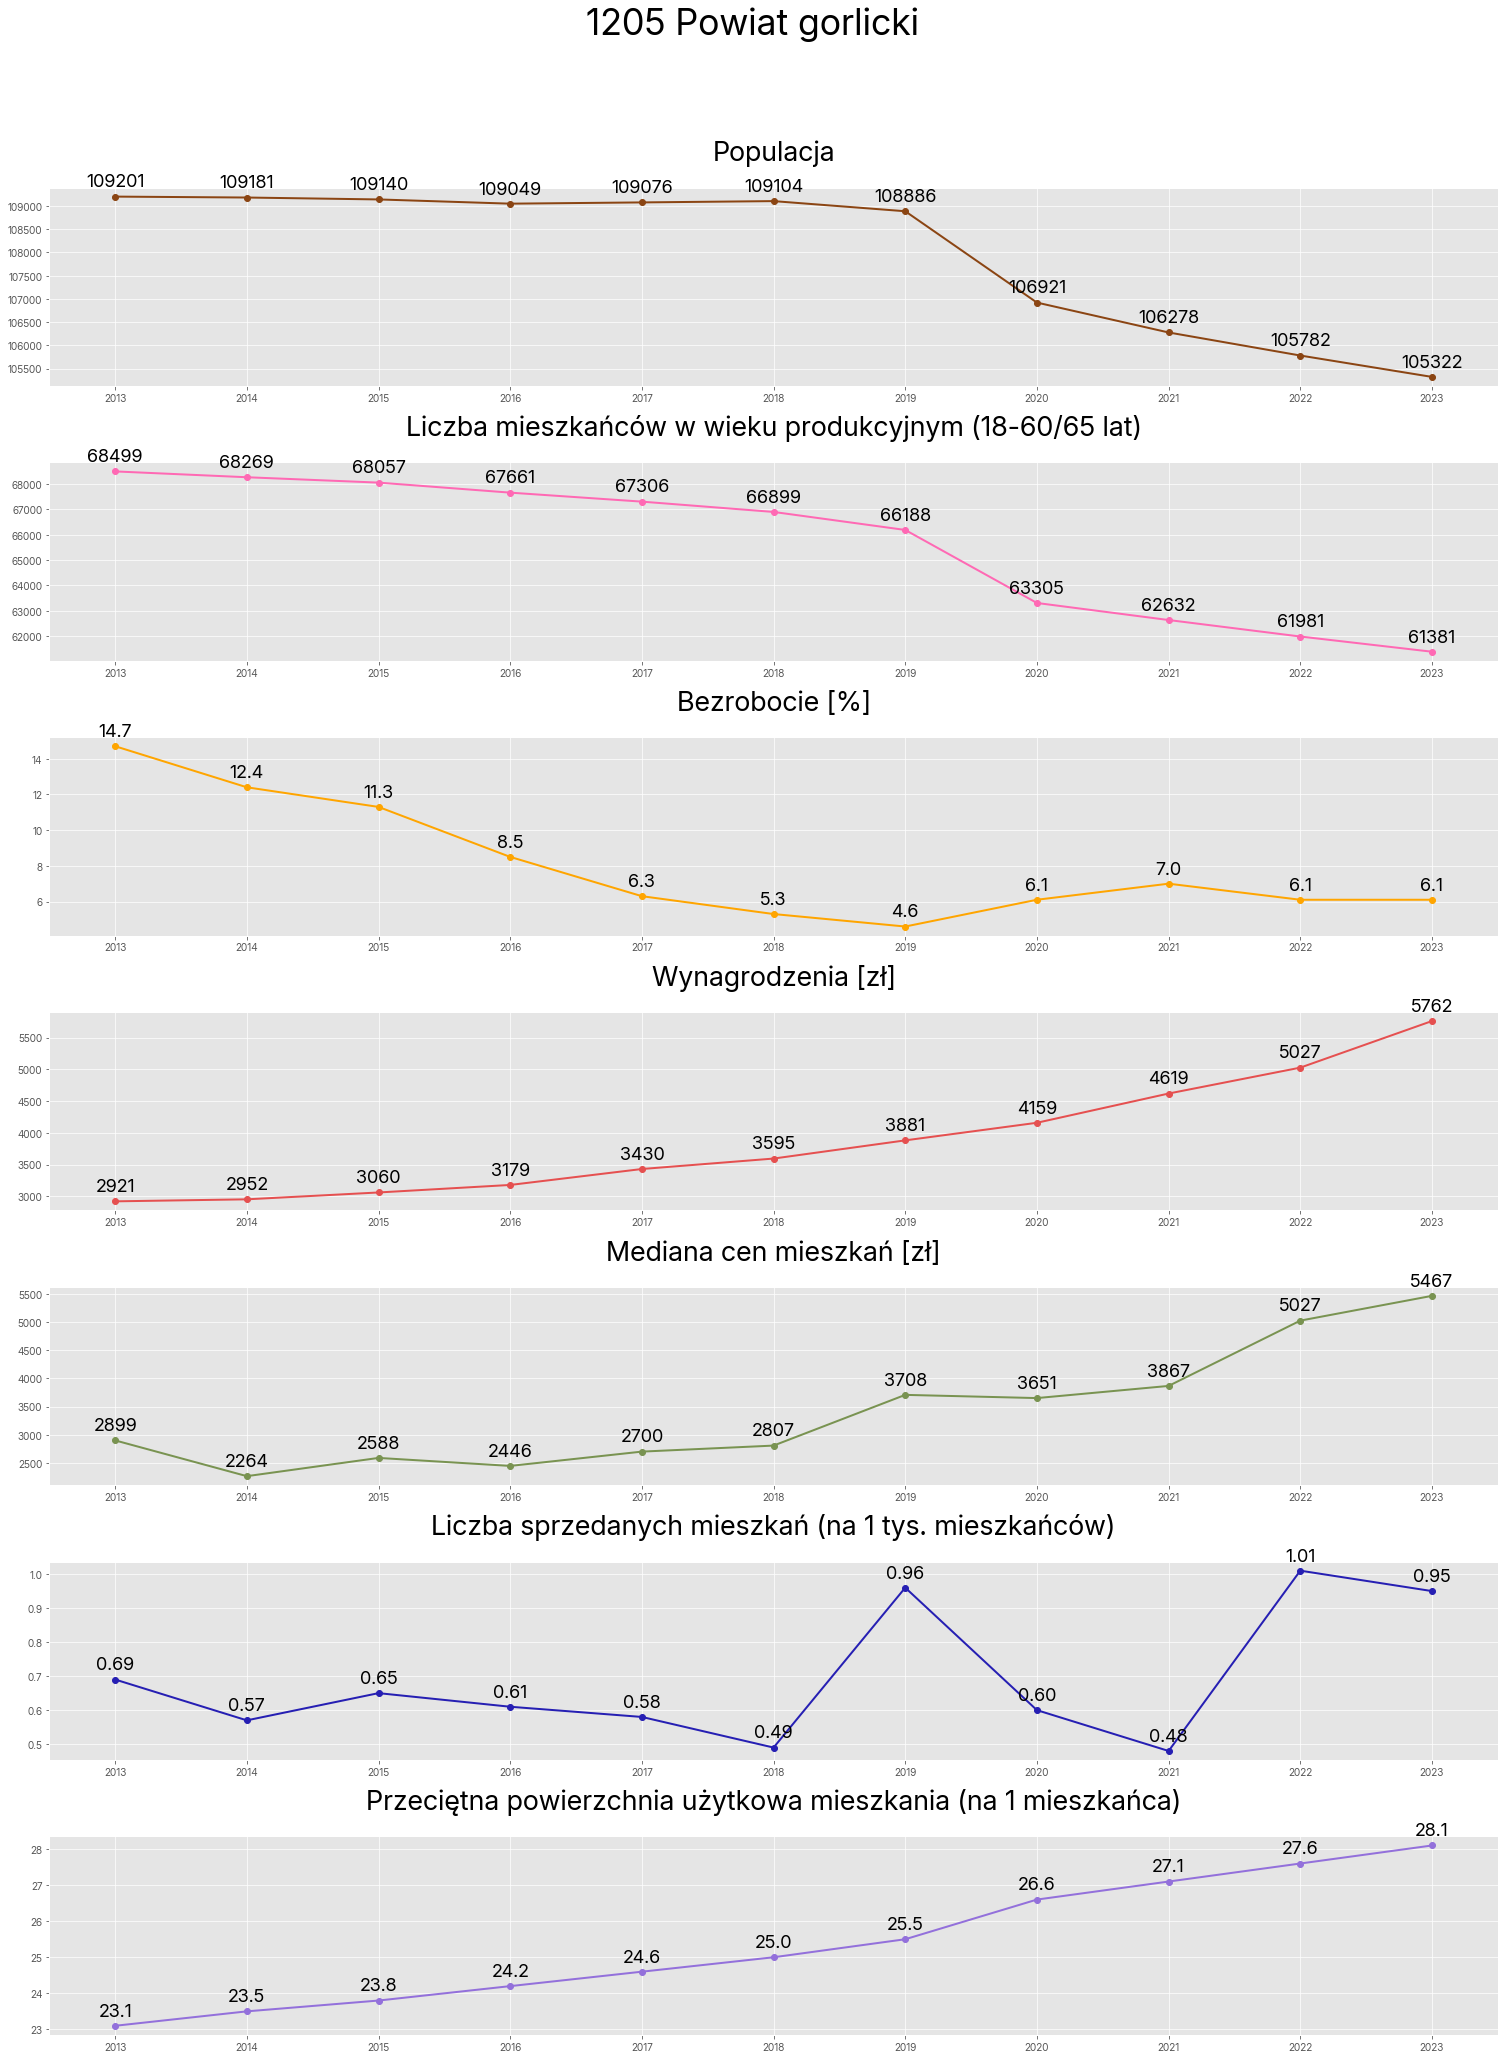 1205 Powiat gorlicki
Populacja
109201 109181 109140 109049 109076 109104 108886 106921 106278 105782 105322
109000
108500
108000
107500
107000
106500
106000
105500
2013 2014 2015 2016 2017 2018 2019 2020 2021 2022 2023
Liczba mieszkańców w wieku produkcyjnym (18-60/65 lat)
68499 68269 68057 67661 67306 66899 66188 63305 62632 61981 61381
68000
67000
66000
65000
64000
63000
62000
2013 2014 2015 2016 2017 2018 2019 2020 2021 2022 2023
Bezrobocie [%]
14.7 12.4 11.3 8.5 6.3 5.3 4.6 6.1 7.0 6.1 6.1
14
12
10
8
6
2013 2014 2015 2016 2017 2018 2019 2020 2021 2022 2023
Wynagrodzenia [zł]
2921 2952 3060 3179 3430 3595 3881 4159 4619 5027 5762
5500
5000
4500
4000
3500
3000
2013 2014 2015 2016 2017 2018 2019 2020 2021 2022 2023
Mediana cen mieszkań [zł]
2899 2264 2588 2446 2700 2807 3708 3651 3867 5027 5467
5500
5000
4500
4000
3500
3000
2500
2013 2014 2015 2016 2017 2018 2019 2020 2021 2022 2023
Liczba sprzedanych mieszkań (na 1 tys. mieszkańców)
0.69 0.57 0.65 0.61 0.58 0.49 0.96 0.60 0.48 1.01 0.95
1.0
0.9
0.8
0.7
0.6
0.5
2013 2014 2015 2016 2017 2018 2019 2020 2021 2022 2023
Przeciętna powierzchnia użytkowa mieszkania (na 1 mieszkańca)
23.1 23.5 23.8 24.2 24.6 25.0 25.5 26.6 27.1 27.6 28.1
28
27
26
25
24
23
2013 2014 2015 2016 2017 2018 2019 2020 2021 2022 2023